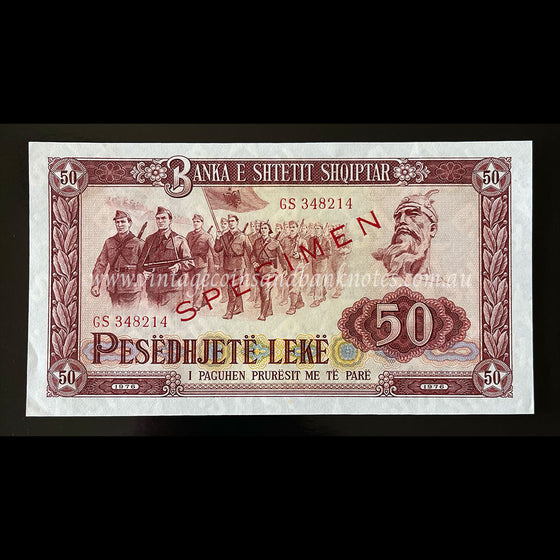 50 BANKA E SHTETIT SHQIPTAR 50
GS 348214
SPECIMEN
www.vintagecoinsandbanknotes.com.au
GS 348214
50
PESËDHJETË LEKË
I PAGUHEN PRURËSIT ME TË PARË
50 1976 1976 50